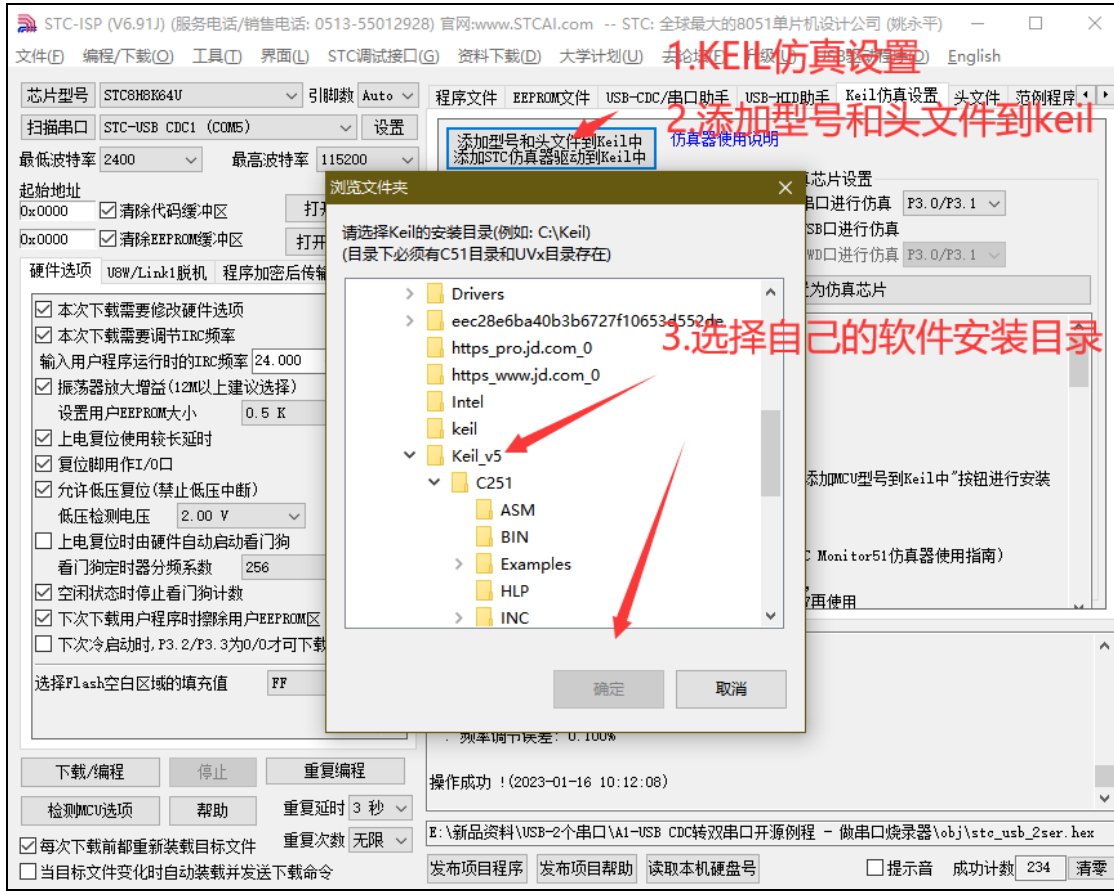 STC-ISP (V6.91J) (服务电话/销售电话: 0513-55012928) 官网:www.STCAI.com -- STC: 全球最大的8051单片机设计公司 (姚永平)
文件(F) 编程/下载(O) 工具(T) 界面(L) STC调试接口(G) 资料下载(D) 大学计划(U) English
1.KEIL仿真设置
芯片型号 STC8H8K64U 引脚数 Auto
程序文件 EEPROM文件 USB-CDC/串口助手 USB-HID助手 Keil仿真设置 头文件 范例程序
2.添加型号和头文件到keil
扫描串口 STC-USB CDC1 (COM5) 设置
添加型号和头文件到Keil中
添加STC仿真器驱动到Keil中
仿真器使用说明
最低波特率 2400 最高波特率 115200
起始地址
0x0000 清除代码缓冲区
0x0000 清除EEPROM缓冲区 打开
浏览文件夹
请选择Keil的安装目录(例如: C:\Keil)
(目录下必须有C51目录和UVx目录存在)
芯片设置
串口进行仿真 P3.0/P3.1
SB口进行仿真
WD口进行仿真 P3.0/P3.1
为仿真芯片
硬件选项 U8W/Link1脱机 程序加密后传输
本次下载需要修改硬件选项
本次下载需要调节IRC频率
输入用户程序运行时的IRC频率 24.000
振荡器放大增益(12M以上建议选择)
设置用户EEPROM大小 0.5 K
上电复位使用较长延时
复位脚用作I/O口
允许低压复位(禁止低压中断)
低压检测电压 2.00 V
上电复位时由硬件自动启动看门狗
看门狗定时器分频系数 256
空闲状态时停止看门狗计数
下次下载用户程序时擦除用户EEPROM区
下次冷启动时,P3.2/P3.3为0/0才可下载
选择Flash空白区域的填充值 FF
Drivers
eec28e6ba40b3b6727f10653d552de
https_pro.jd.com_0
https_www.jd.com_0
Intel
keil
Keil_v5
C251
ASM
BIN
Examples
HLP
INC
3.选择自己的软件安装目录
确定 取消
添加MCU型号到Keil中"按钮进行安装
C Monitor51仿真器使用指南)
再使用
. 频率调节误差: 0.100%
操作成功 !(2023-01-16 10:12:08)
下载/编程 停止 重复编程
检测MCU选项 帮助 重复延时 3 秒
重复次数 无限
每次下载前都重新装载目标文件
当目标文件变化时自动装载并发送下载命令
E:\新品资料\USB-2个串口\A1-USB CDC转双串口开源例程 - 做串口烧录器\obj\stc_usb_2ser.hex
发布项目程序 发布项目帮助 读取本机硬盘号 提示音 成功计数 234 清零